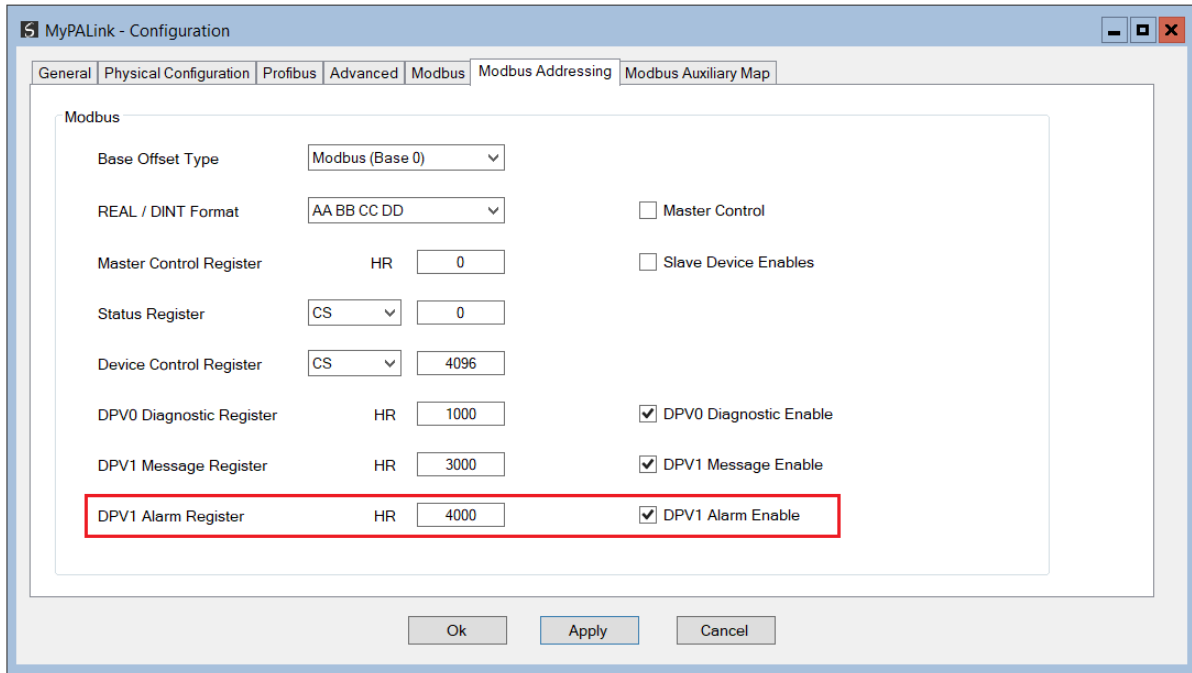 MyPALink - Configuration
General Physical Configuration Profibus Advanced Modbus Modbus Addressing Modbus Auxiliary Map
Modbus
Base Offset Type Modbus (Base 0)
REAL / DINT Format AA BB CC DD Master Control
Master Control Register HR 0 Slave Device Enables
Status Register CS 0
Device Control Register CS 4096
DPV0 Diagnostic Register HR 1000 DPV0 Diagnostic Enable
DPV1 Message Register HR 3000 DPV1 Message Enable
DPV1 Alarm Register HR 4000 DPV1 Alarm Enable
Ok Apply Cancel